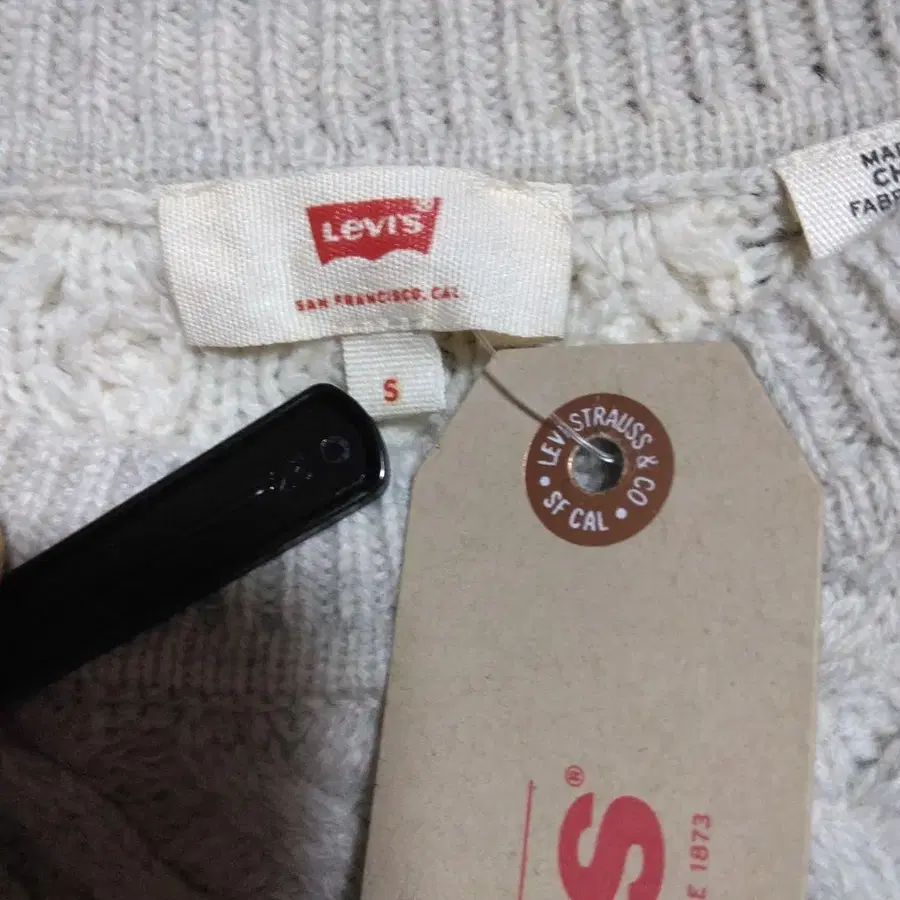 LEVI'S
SAN FRANCISCO, CAL.
S
MA
CH
FABR
LEVI STRAUSS & CO
• SF CAL •
S®
E 1873